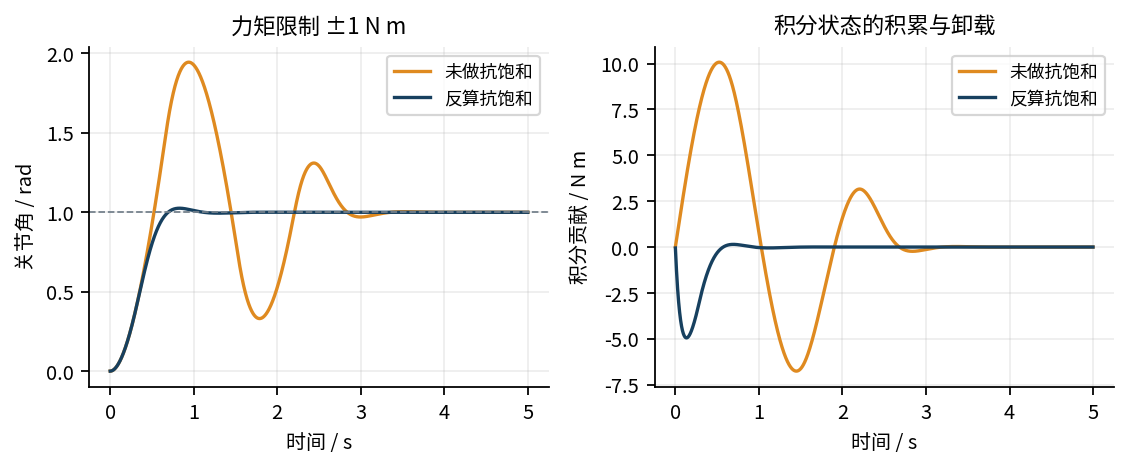 力矩限制 ±1 N m
未做抗饱和
反算抗饱和
关节角 / rad
2.0
1.5
1.0
0.5
0.0
0 1 2 3 4 5
时间 / s
积分状态的积累与卸载
未做抗饱和
反算抗饱和
积分贡献 / N m
10.0
7.5
5.0
2.5
0.0
-2.5
-5.0
-7.5
0 1 2 3 4 5
时间 / s